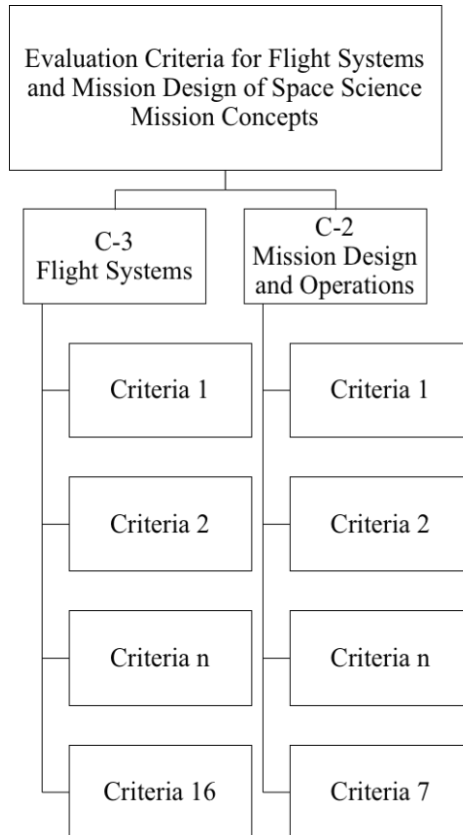 Evaluation Criteria for Flight Systems
and Mission Design of Space Science
Mission Concepts
C-3
Flight Systems
C-2
Mission Design
and Operations
Criteria 1
Criteria 1
Criteria 2
Criteria 2
Criteria n
Criteria n
Criteria 16
Criteria 7